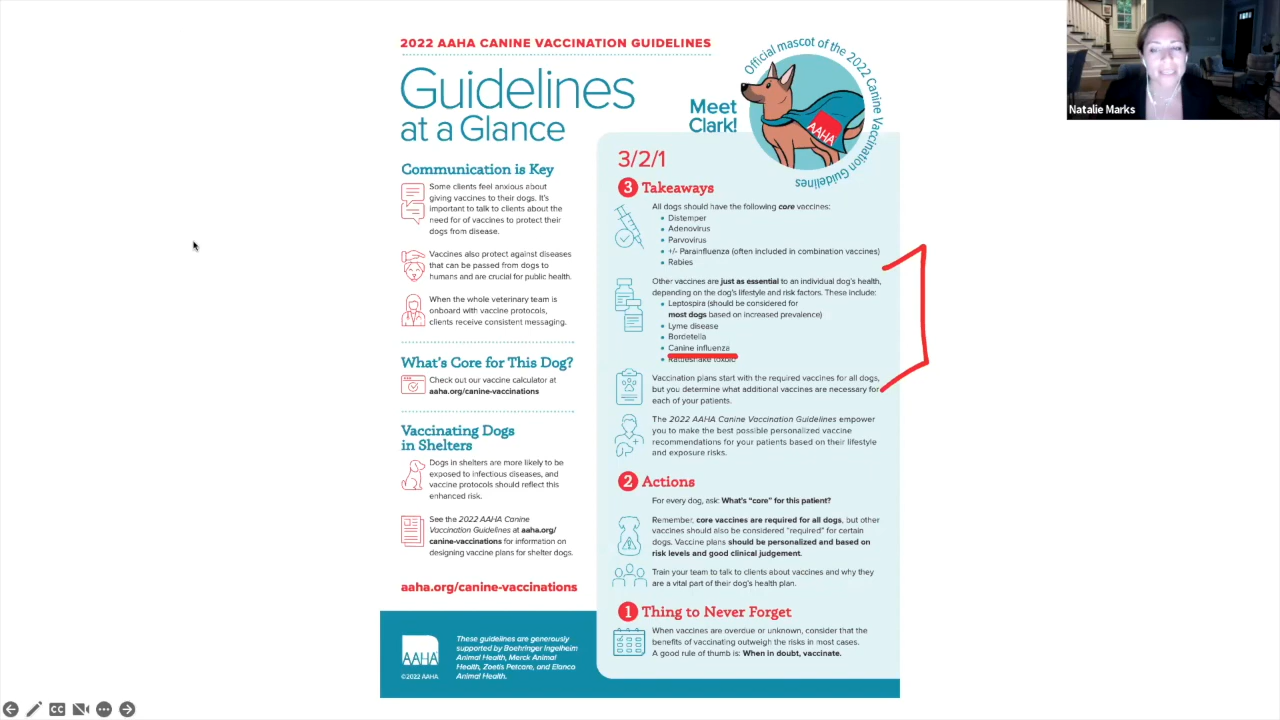 2022 AAHA CANINE VACCINATION GUIDELINES
Guidelines
at a Glance
Meet
Clark!
Official mascot of the 2022 Canine Vaccination Guidelines
AAHA
Natalie Marks
Communication is Key
Some clients feel anxious about
giving vaccines to their dogs. It's
important to talk to clients about the
need for of vaccines to protect their
dogs from disease.
Vaccines also protect against diseases
that can be passed from dogs to
humans and are crucial for public health.
When the whole veterinary team is
onboard with vaccine protocols,
clients receive consistent messaging.
What's Core for This Dog?
Check out our vaccine calculator at
aaha.org/canine-vaccinations
Vaccinating Dogs
in Shelters
Dogs in shelters are more likely to be
exposed to infectious diseases, and
vaccine protocols should reflect this
enhanced risk.
See the 2022 AAHA Canine
Vaccination Guidelines at aaha.org/
canine-vaccinations for information on
designing vaccine plans for shelter dogs.
aaha.org/canine-vaccinations
AAHA
©2022 AAHA
These guidelines are generously
supported by Boehringer Ingelheim
Animal Health, Merck Animal
Health, Zoetis Petcare, and Elanco
Animal Health.
3/2/1
3 Takeaways
All dogs should have the following core vaccines:
• Distemper
• Adenovirus
• Parvovirus
• +/- Parainfluenza (often included in combination vaccines)
• Rabies
Other vaccines are just as essential to an individual dog's health,
depending on the dog's lifestyle and risk factors. These include:
• Leptospira (should be considered for
most dogs based on increased prevalence)
• Lyme disease
• Bordetella
• Canine influenza
• Rattlesnake toxoid
Vaccination plans start with the required vaccines for all dogs,
but you determine what additional vaccines are necessary for
each of your patients.
The 2022 AAHA Canine Vaccination Guidelines empower
you to make the best possible personalized vaccine
recommendations for your patients based on their lifestyle
and exposure risks.
2 Actions
For every dog, ask: What's "core" for this patient?
Remember, core vaccines are required for all dogs, but other
vaccines should also be considered "required" for certain
dogs. Vaccine plans should be personalized and based on
risk levels and good clinical judgement.
Train your team to talk to clients about vaccines and why they
are a vital part of their dog's health plan.
1 Thing to Never Forget
When vaccines are overdue or unknown, consider that the
benefits of vaccinating outweigh the risks in most cases.
A good rule of thumb is: When in doubt, vaccinate.
CC